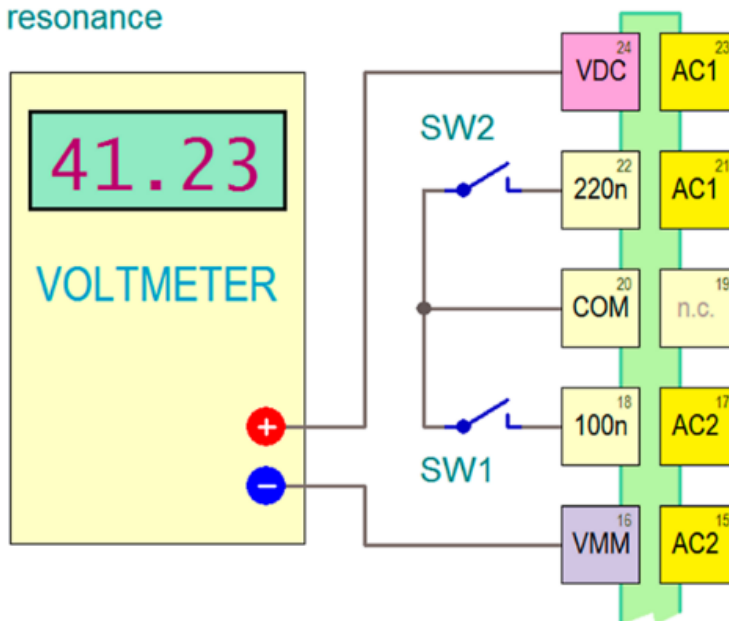 resonance
24
VDC
23
AC1
41.23
SW2
22
220n
21
AC1
VOLTMETER
20
COM
19
n.c.
+
18
100n
17
AC2
SW1
−
16
VMM
15
AC2